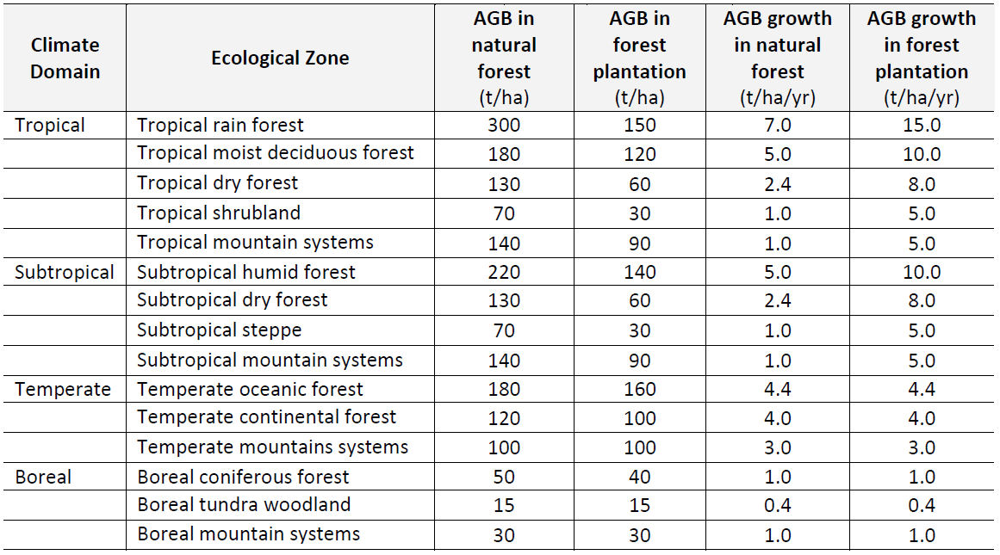 Climate Domain Ecological Zone AGB in natural forest (t/ha) AGB in forest plantation (t/ha) AGB growth in natural forest (t/ha/yr) AGB growth in forest plantation (t/ha/yr)
Tropical Tropical rain forest 300 150 7.0 15.0
Tropical moist deciduous forest 180 120 5.0 10.0
Tropical dry forest 130 60 2.4 8.0
Tropical shrubland 70 30 1.0 5.0
Tropical mountain systems 140 90 1.0 5.0
Subtropical Subtropical humid forest 220 140 5.0 10.0
Subtropical dry forest 130 60 2.4 8.0
Subtropical steppe 70 30 1.0 5.0
Subtropical mountain systems 140 90 1.0 5.0
Temperate Temperate oceanic forest 180 160 4.4 4.4
Temperate continental forest 120 100 4.0 4.0
Temperate mountains systems 100 100 3.0 3.0
Boreal Boreal coniferous forest 50 40 1.0 1.0
Boreal tundra woodland 15 15 0.4 0.4
Boreal mountain systems 30 30 1.0 1.0